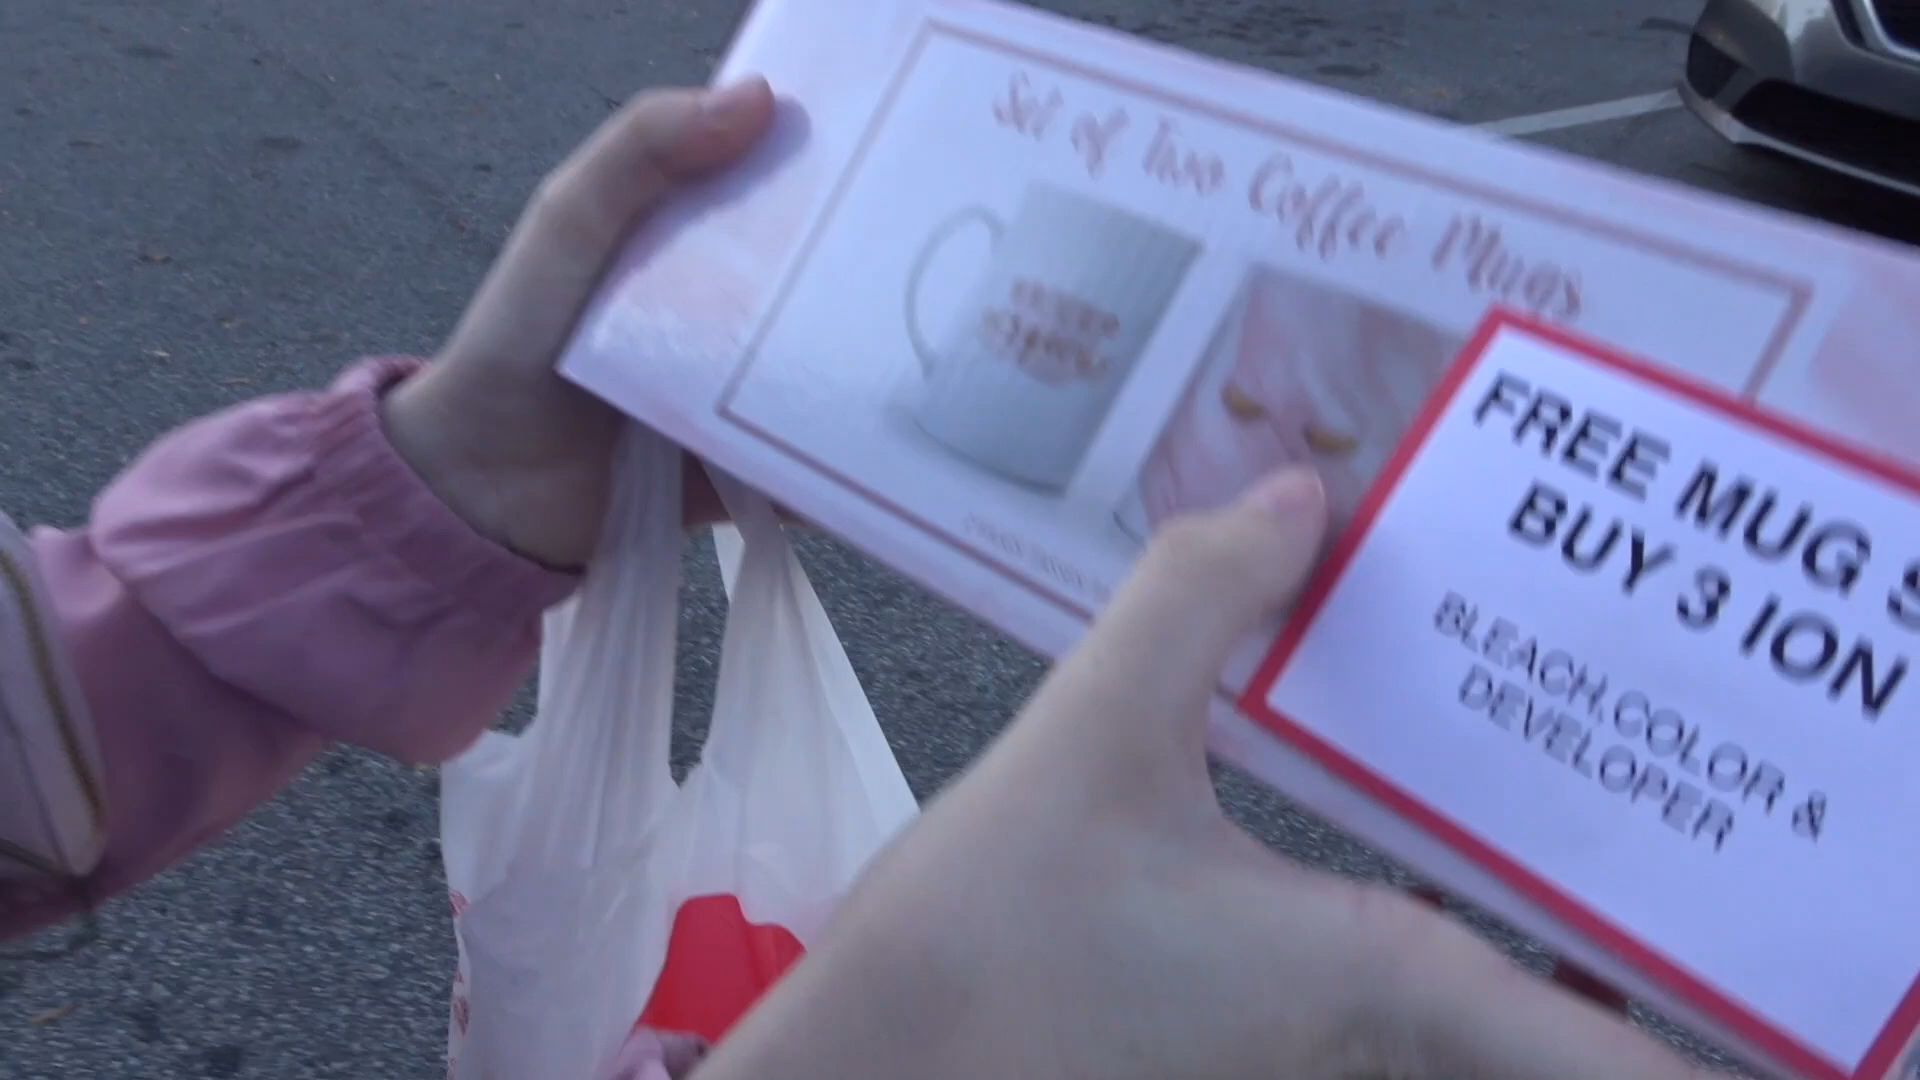 Set of Two Coffee Mugs
FREE MUG
BUY 3 ION
BLEACH, COLOR &
DEVELOPER